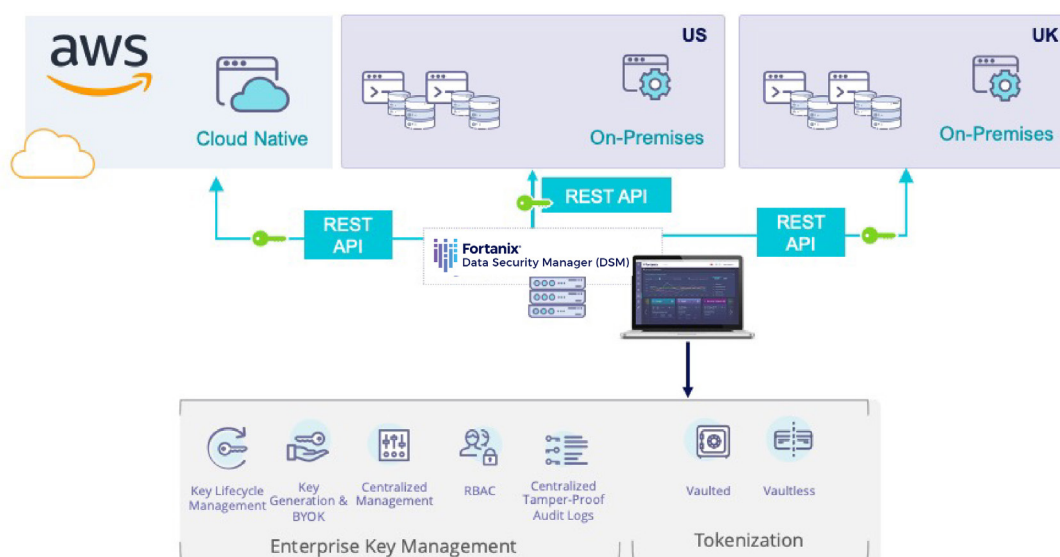 aws
Cloud Native
US
On-Premises
UK
On-Premises
REST API
REST
API
REST
API
Fortanix®
Data Security Manager (DSM)
Fortanix
Key Lifecycle
Management
Key
Generation &
BYOK
Centralized
Management
RBAC
Centralized
Tamper-Proof
Audit Logs
Vaulted
Vaultless
Enterprise Key Management
Tokenization